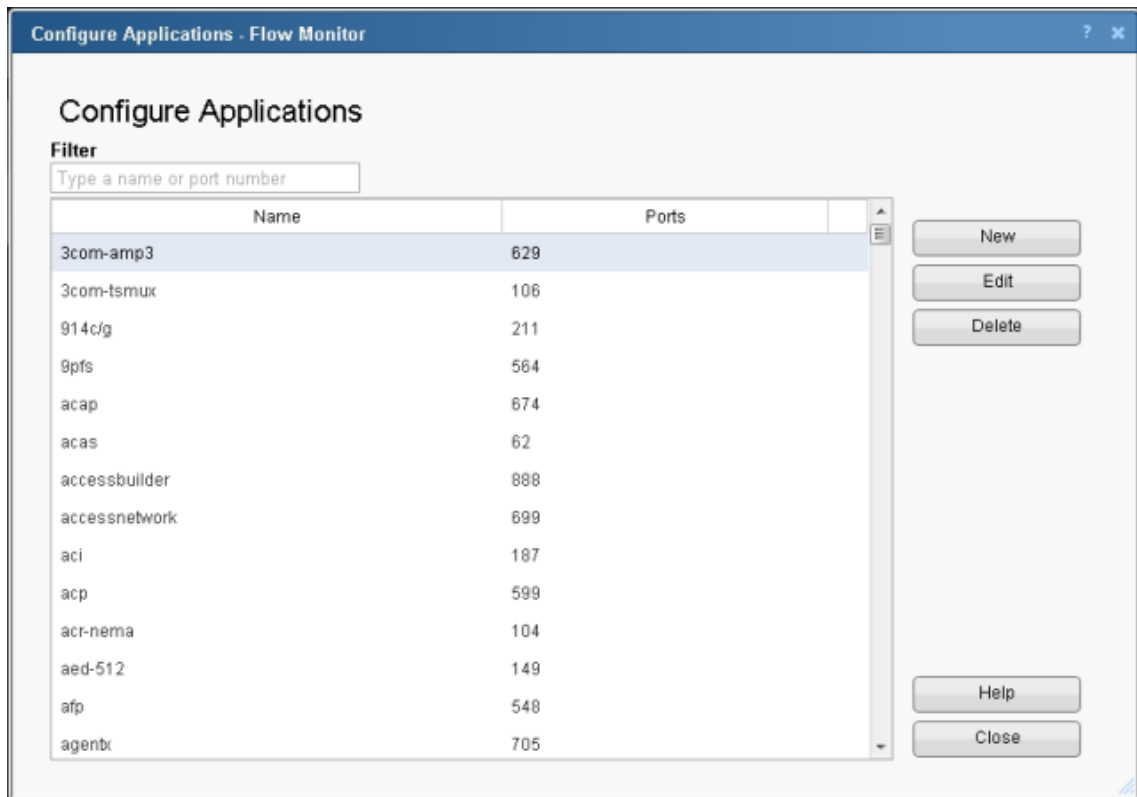 Configure Applications - Flow Monitor ? x
Configure Applications
Filter
Type a name or port number
Name Ports
3com-amp3 629
3com-tsmux 106
914c/g 211
9pfs 564
acap 674
acas 62
accessbuilder 888
accessnetwork 699
aci 187
acp 599
acr-nema 104
aed-512 149
afp 548
agentx 705
New
Edit
Delete
Help
Close